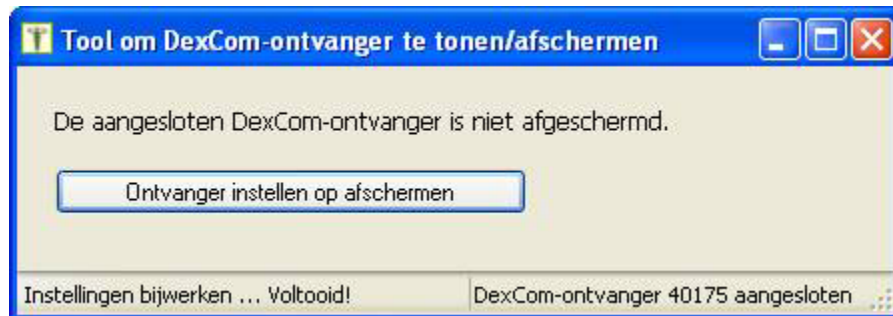 Tool om DexCom-ontvanger te tonen/afschermen
De aangesloten DexCom-ontvanger is niet afgeschermd.
Ontvanger instellen op afschermen
Instellingen bijwerken ... Voltooid!
DexCom-ontvanger 40175 aangesloten